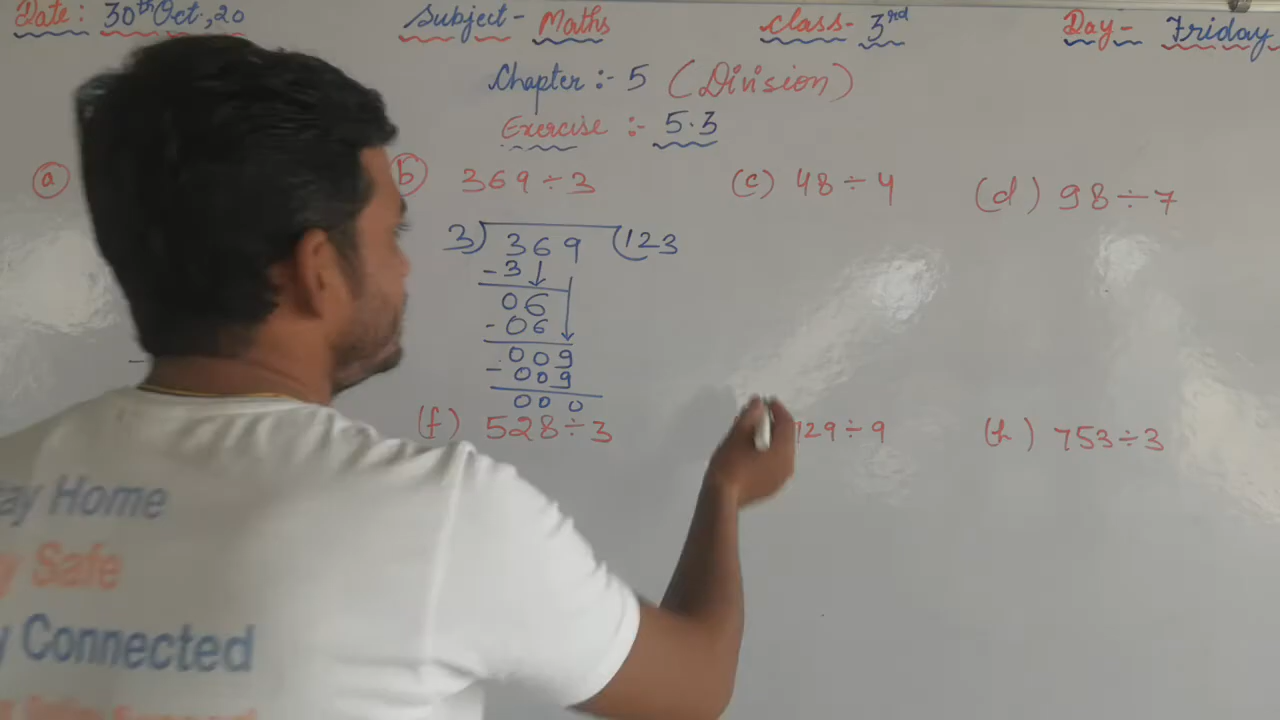 Date: 30th Oct, 20 Subject - Maths Class - 3rd Day - Friday
Chapter :- 5 (Division)
Exercise :- 5.3
(a)
(b) 369 ÷ 3
3) 369 (123
- 3
06
- 06
009
- 009
000
(c) 48 ÷ 4
(d) 98 ÷ 7
(f) 528 ÷ 3
729 ÷ 9
(h) 753 ÷ 3
Home
Safe
Connected